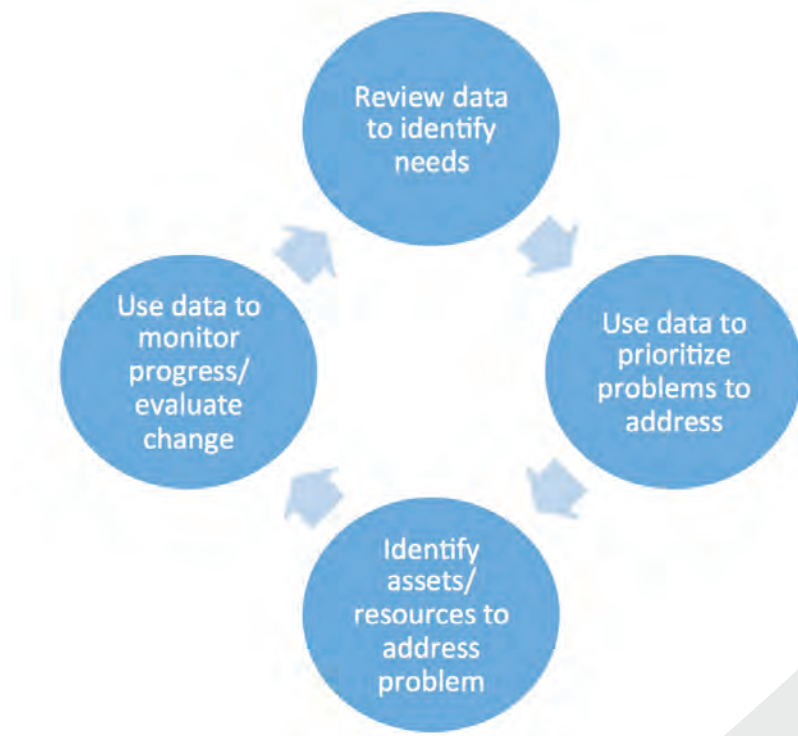 Review data
to identify
needs
Use data to
prioritize
problems to
address
Identify
assets/
resources to
address
problem
Use data to
monitor
progress/
evaluate
change